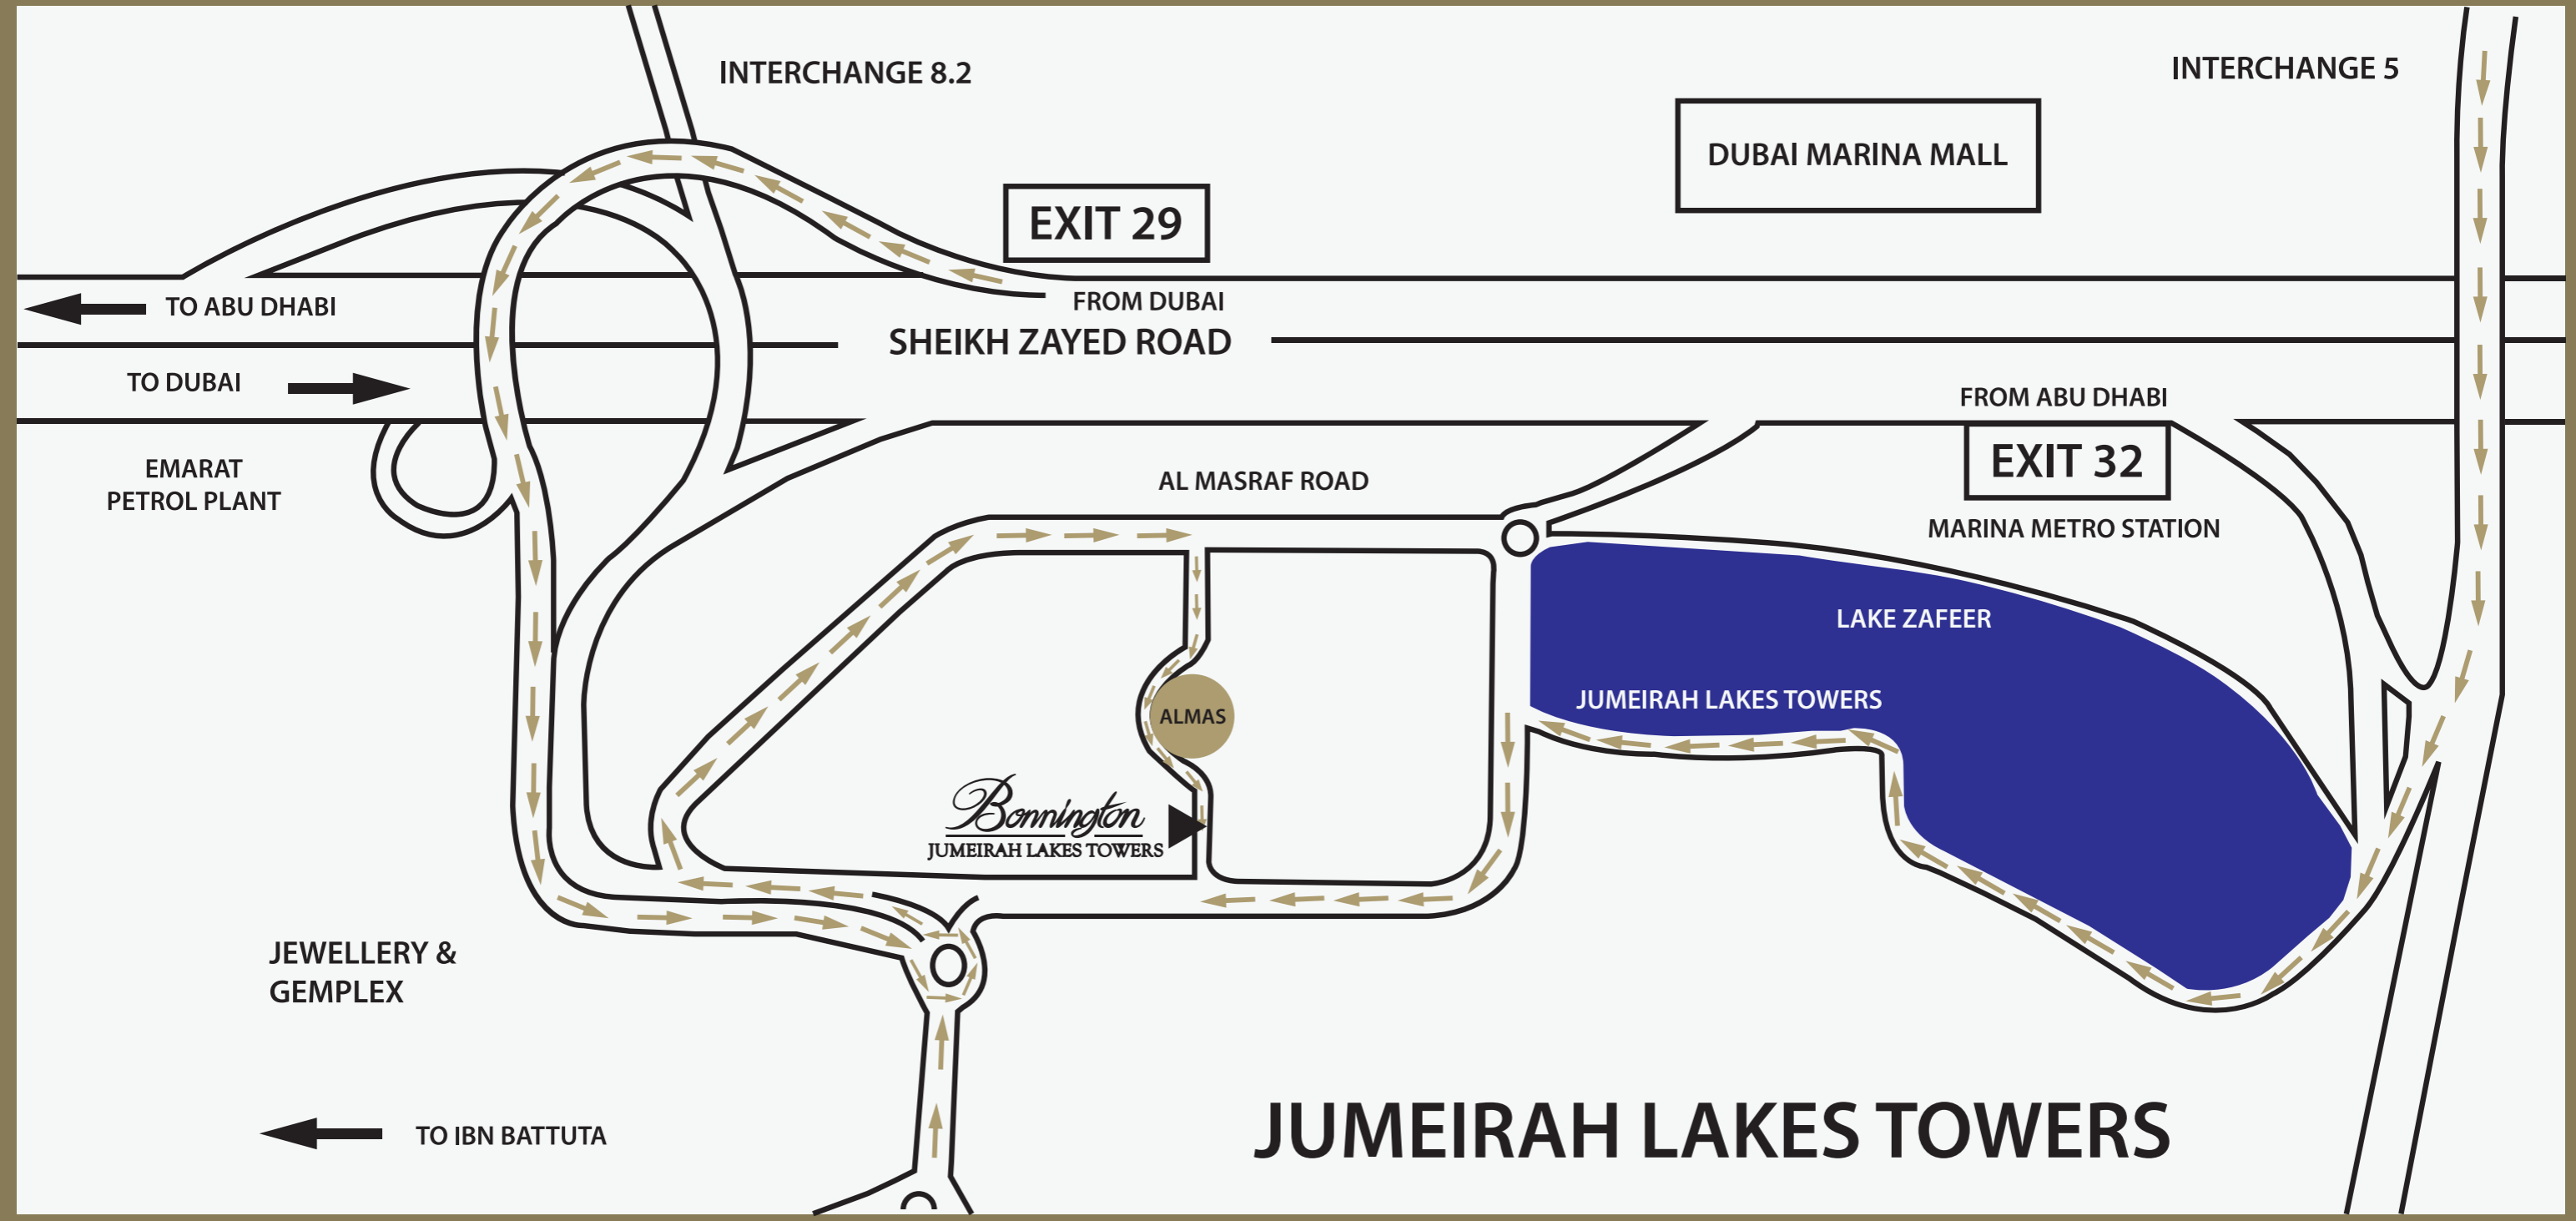 INTERCHANGE 8.2
INTERCHANGE 5
DUBAI MARINA MALL
EXIT 29
TO ABU DHABI
FROM DUBAI
SHEIKH ZAYED ROAD
TO DUBAI
FROM ABU DHABI
EXIT 32
EMARAT
PETROL PLANT
AL MASRAF ROAD
MARINA METRO STATION
LAKE ZAFEER
JUMEIRAH LAKES TOWERS
ALMAS
Bonnington
JUMEIRAH LAKES TOWERS
JEWELLERY &
GEMPLEX
TO IBN BATTUTA
JUMEIRAH LAKES TOWERS